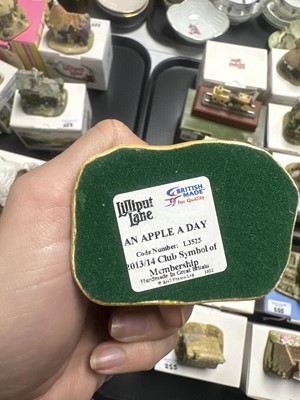 Lilliput
Lane
BRITISH
MADE
for Quality
AN APPLE A DAY
Code Number: L3525
2013/14 Club Symbol of
Membership
Handmade in Great Britain